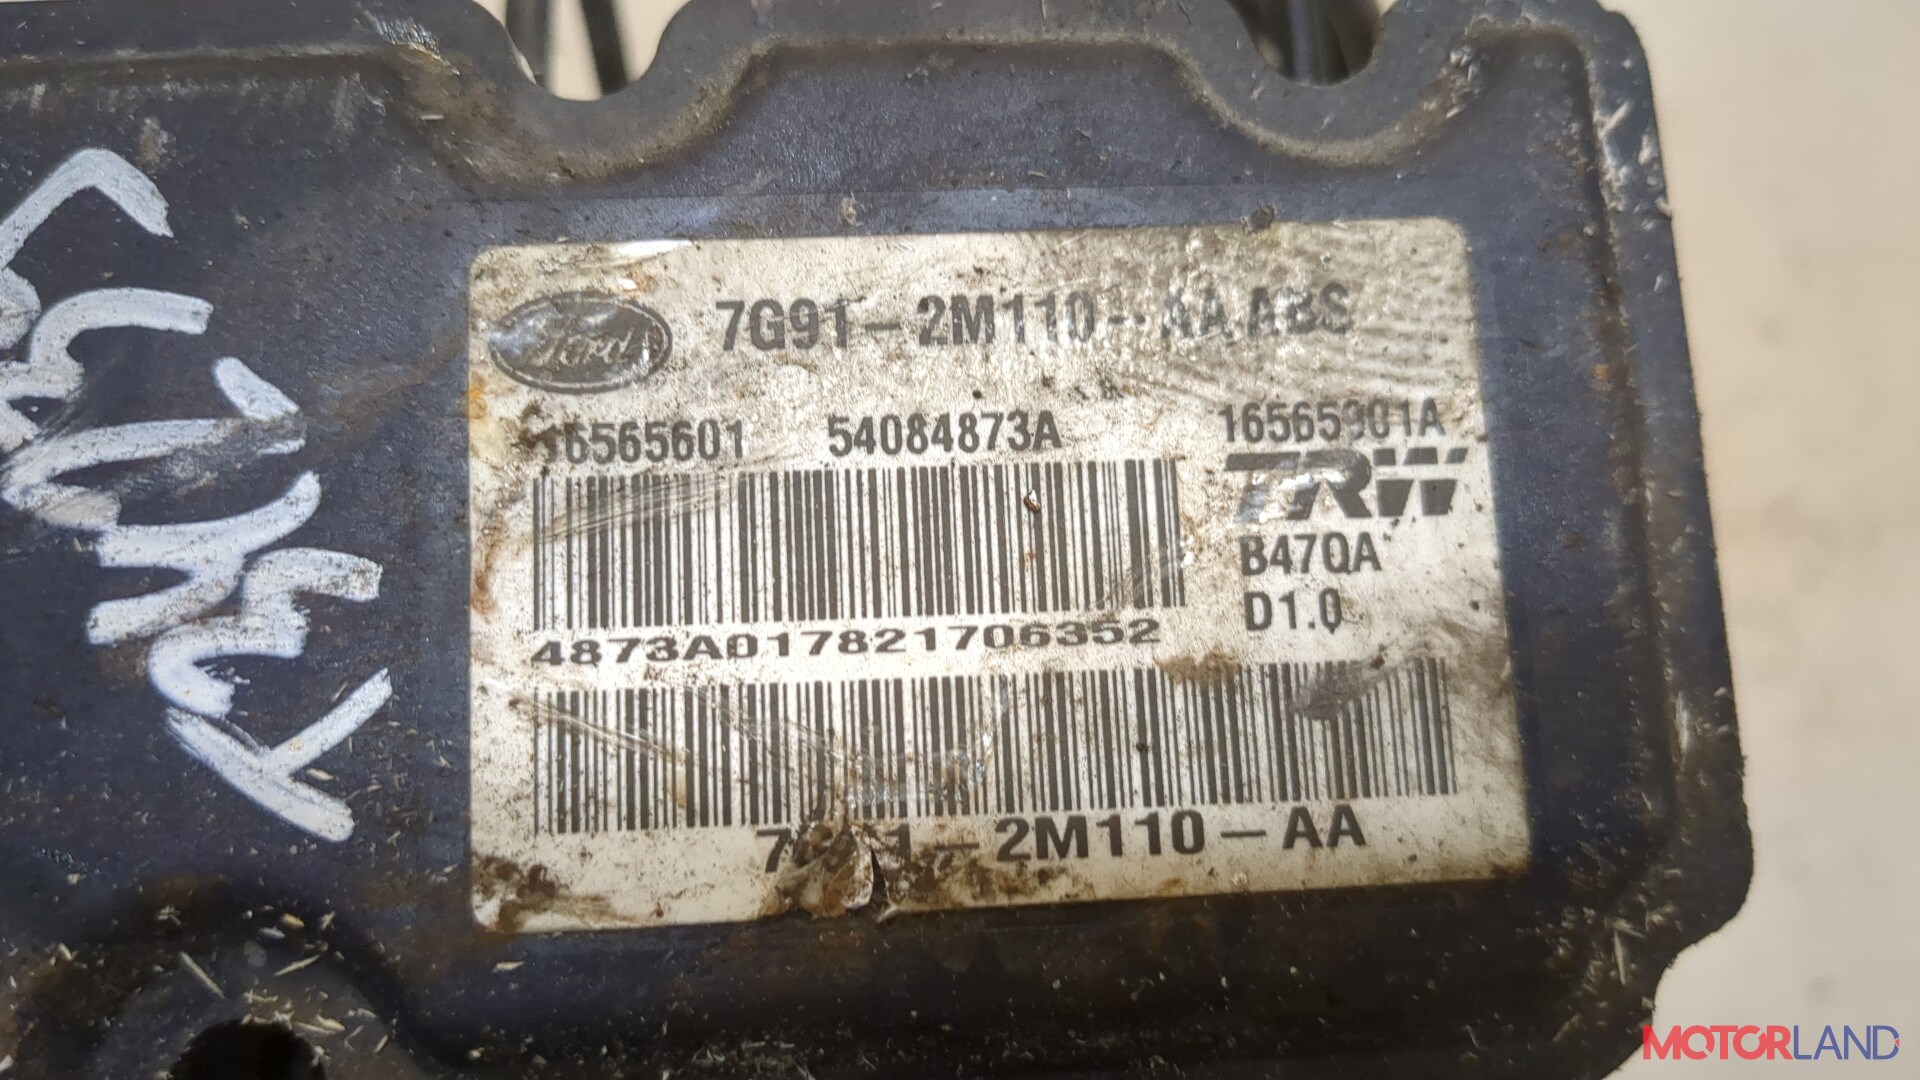 Ford 7G91-2M110-AA ABS
16565601 54084873A 16565901A
TRW
B47QA
D1.0
4873A017821706352
2M110-AA
MOTORLAND